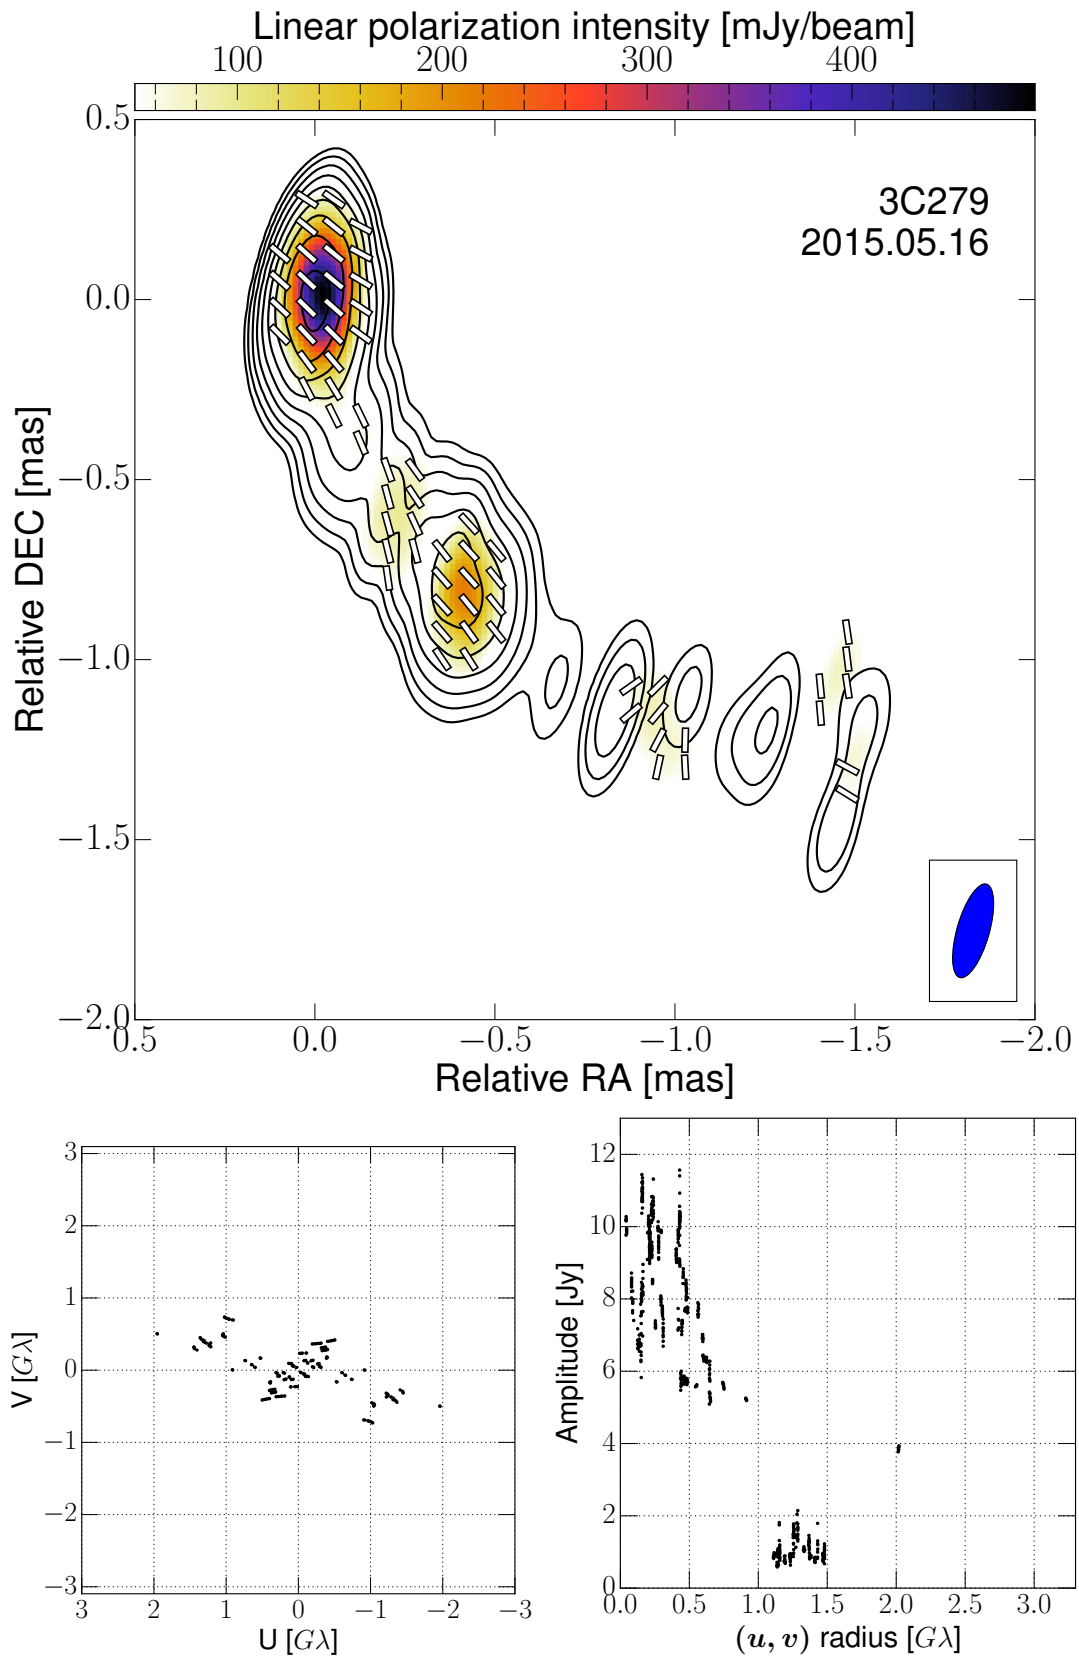 Linear polarization intensity [mJy/beam]
100 200 300 400
3C279
2015.05.16
Relative DEC [mas]
0.5
0.0
−0.5
−1.0
−1.5
−2.0
0.5 0.0 −0.5 −1.0 −1.5 −2.0
Relative RA [mas]
V [Gλ]
3
2
1
0
−1
−2
−3
3 2 1 0 −1 −2 −3
U [Gλ]
Amplitude [Jy]
12
10
8
6
4
2
0
0.0 0.5 1.0 1.5 2.0 2.5 3.0
(u, v) radius [Gλ]